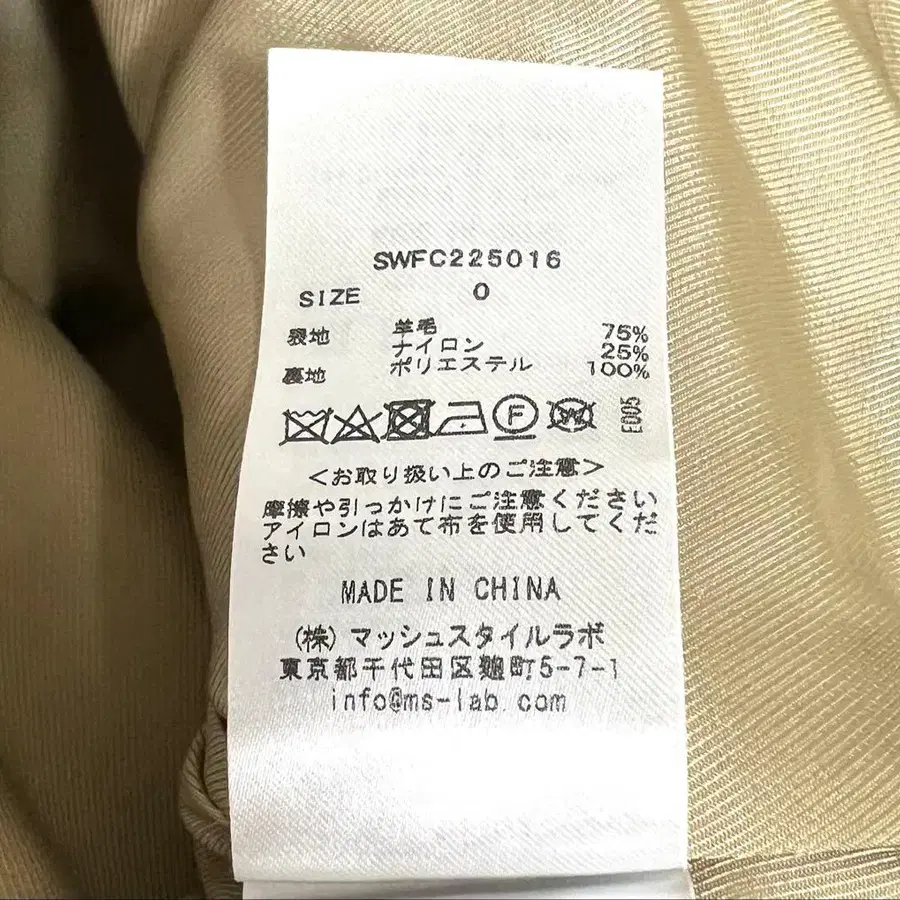 SWFC225016
SIZE 0
表地 羊毛 75%
ナイロン 25%
裏地 ポリエステル 100%
F W E005
<お取り扱い上のご注意>
摩擦や引っかけにご注意ください
アイロンはあて布を使用してくだ
さい
MADE IN CHINA
(株)マッシュスタイルラボ
東京都千代田区麹町5-7-1
info@ms-lab.com